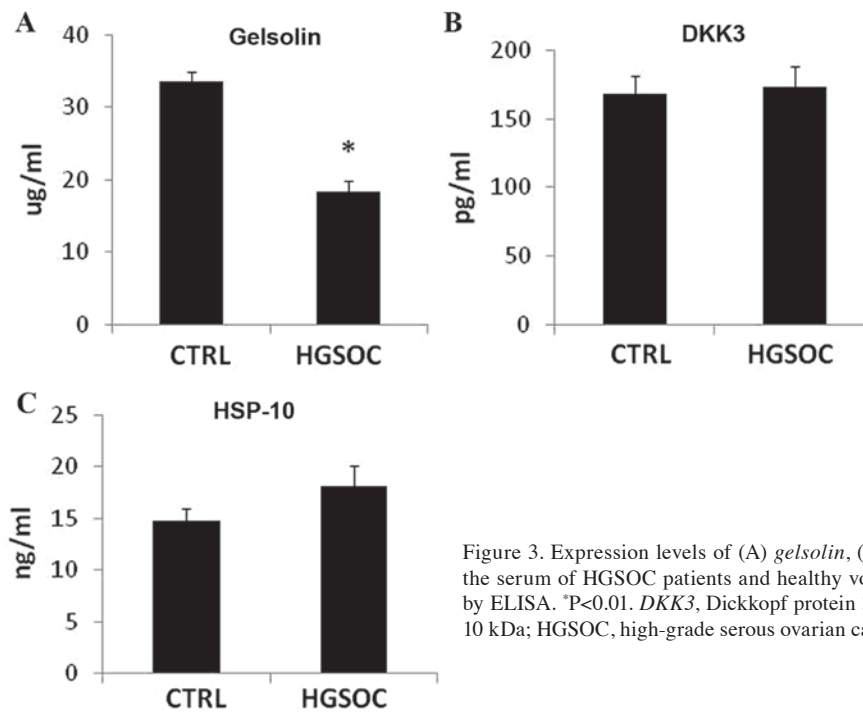 A
Gelsolin
40
30
20
10
0
ug/ml
*
CTRL HGSOC
B
DKK3
200
150
100
50
0
pg/ml
CTRL HGSOC
C
HSP-10
25
20
15
10
5
0
ng/ml
CTRL HGSOC
Figure 3. Expression levels of (A) gelsolin, (
the serum of HGSOC patients and healthy vo
by ELISA. *P<0.01. DKK3, Dickkopf protein
10 kDa; HGSOC, high-grade serous ovarian ca